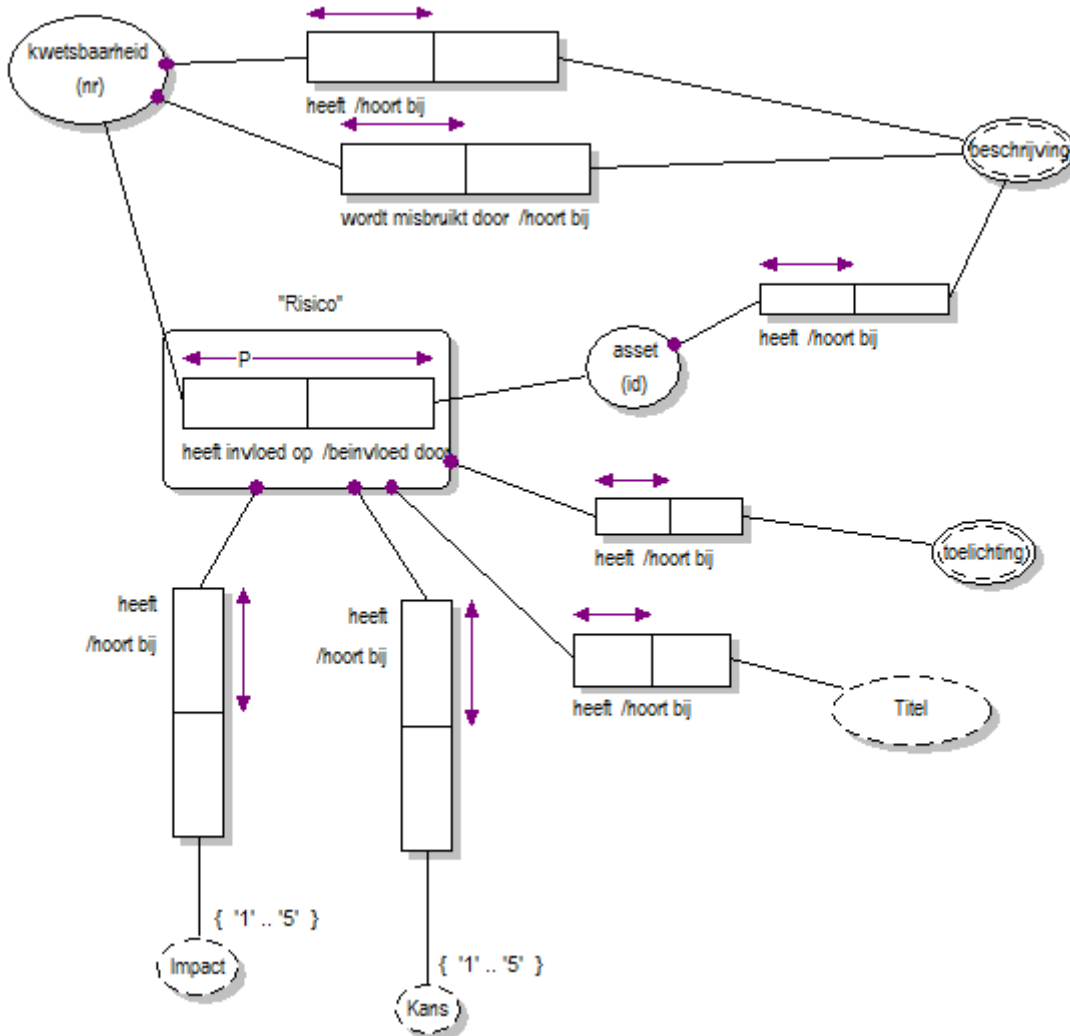 kwetsbaarheid
(nr)
heeft /hoort bij
wordt misbruikt door /hoort bij
beschrijving
heeft /hoort bij
"Risico"
P
heeft invloed op /beinvloed door
asset
(id)
heeft /hoort bij
toelichting
heeft
/hoort bij
heeft
/hoort bij
heeft /hoort bij
Titel
{ '1' .. '5' }
Impact
{ '1' .. '5' }
Kans